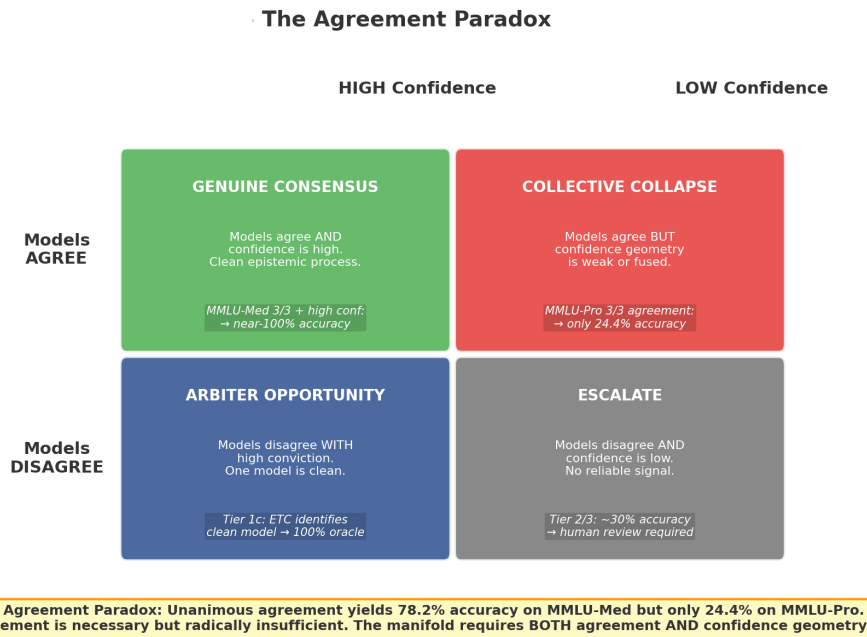 The Agreement Paradox
HIGH Confidence
LOW Confidence
Models
AGREE
GENUINE CONSENSUS
Models agree AND
confidence is high.
Clean epistemic process.
MMLU-Med 3/3 + high conf:
→ near-100% accuracy
COLLECTIVE COLLAPSE
Models agree BUT
confidence geometry
is weak or fused.
MMLU-Pro 3/3 agreement:
→ only 24.4% accuracy
Models
DISAGREE
ARBITER OPPORTUNITY
Models disagree WITH
high conviction.
One model is clean.
Tier 1c: ETC identifies
clean model → 100% oracle
ESCALATE
Models disagree AND
confidence is low.
No reliable signal.
Tier 2/3: ~30% accuracy
→ human review required
Agreement Paradox: Unanimous agreement yields 78.2% accuracy on MMLU-Med but only 24.4% on MMLU-Pro.
ement is necessary but radically insufficient. The manifold requires BOTH agreement AND confidence geometry